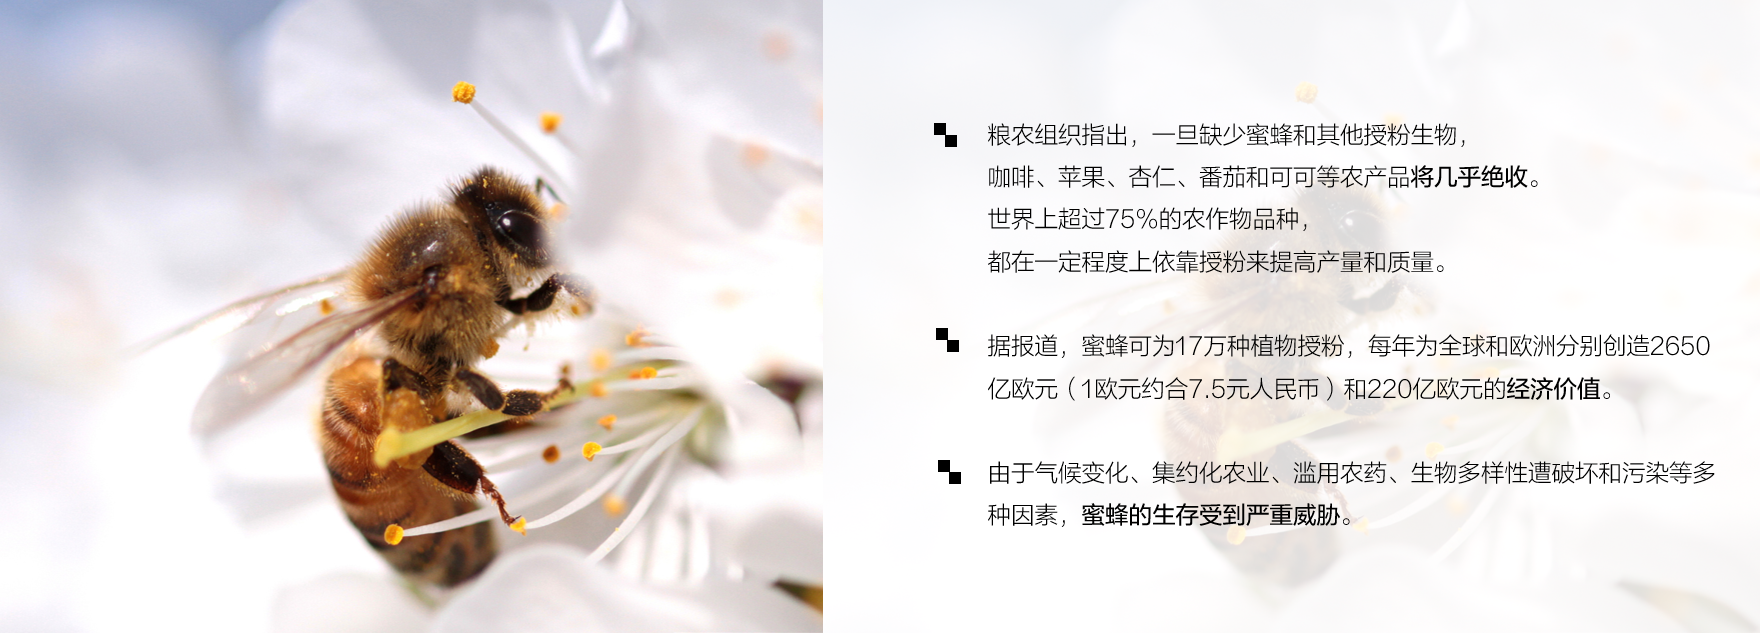 粮农组织指出，一旦缺少蜜蜂和其他授粉生物，
咖啡、苹果、杏仁、番茄和可可等农产品将几乎绝收。
世界上超过75%的农作物品种，
都在一定程度上依靠授粉来提高产量和质量。
据报道，蜜蜂可为17万种植物授粉，每年为全球和欧洲分别创造2650
亿欧元（1欧元约合7.5元人民币）和220亿欧元的经济价值。
由于气候变化、集约化农业、滥用农药、生物多样性遭破坏和污染等多
种因素，蜜蜂的生存受到严重威胁。